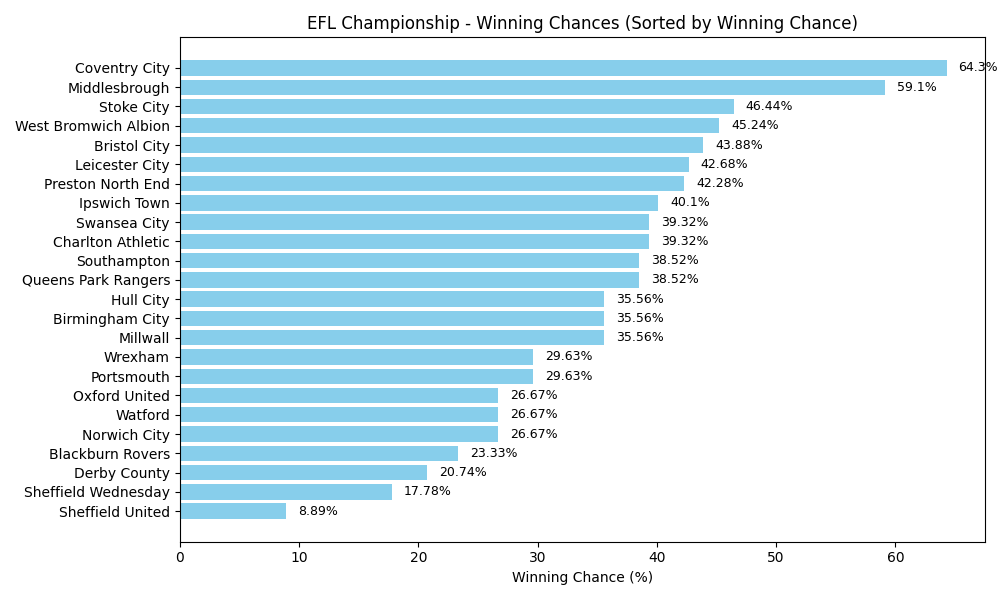 EFL Championship - Winning Chances (Sorted by Winning Chance)
Coventry City 64.3%
Middlesbrough 59.1%
Stoke City 46.44%
West Bromwich Albion 45.24%
Bristol City 43.88%
Leicester City 42.68%
Preston North End 42.28%
Ipswich Town 40.1%
Swansea City 39.32%
Charlton Athletic 39.32%
Southampton 38.52%
Queens Park Rangers 38.52%
Hull City 35.56%
Birmingham City 35.56%
Millwall 35.56%
Wrexham 29.63%
Portsmouth 29.63%
Oxford United 26.67%
Watford 26.67%
Norwich City 26.67%
Blackburn Rovers 23.33%
Derby County 20.74%
Sheffield Wednesday 17.78%
Sheffield United 8.89%
0 10 20 30 40 50 60
Winning Chance (%)